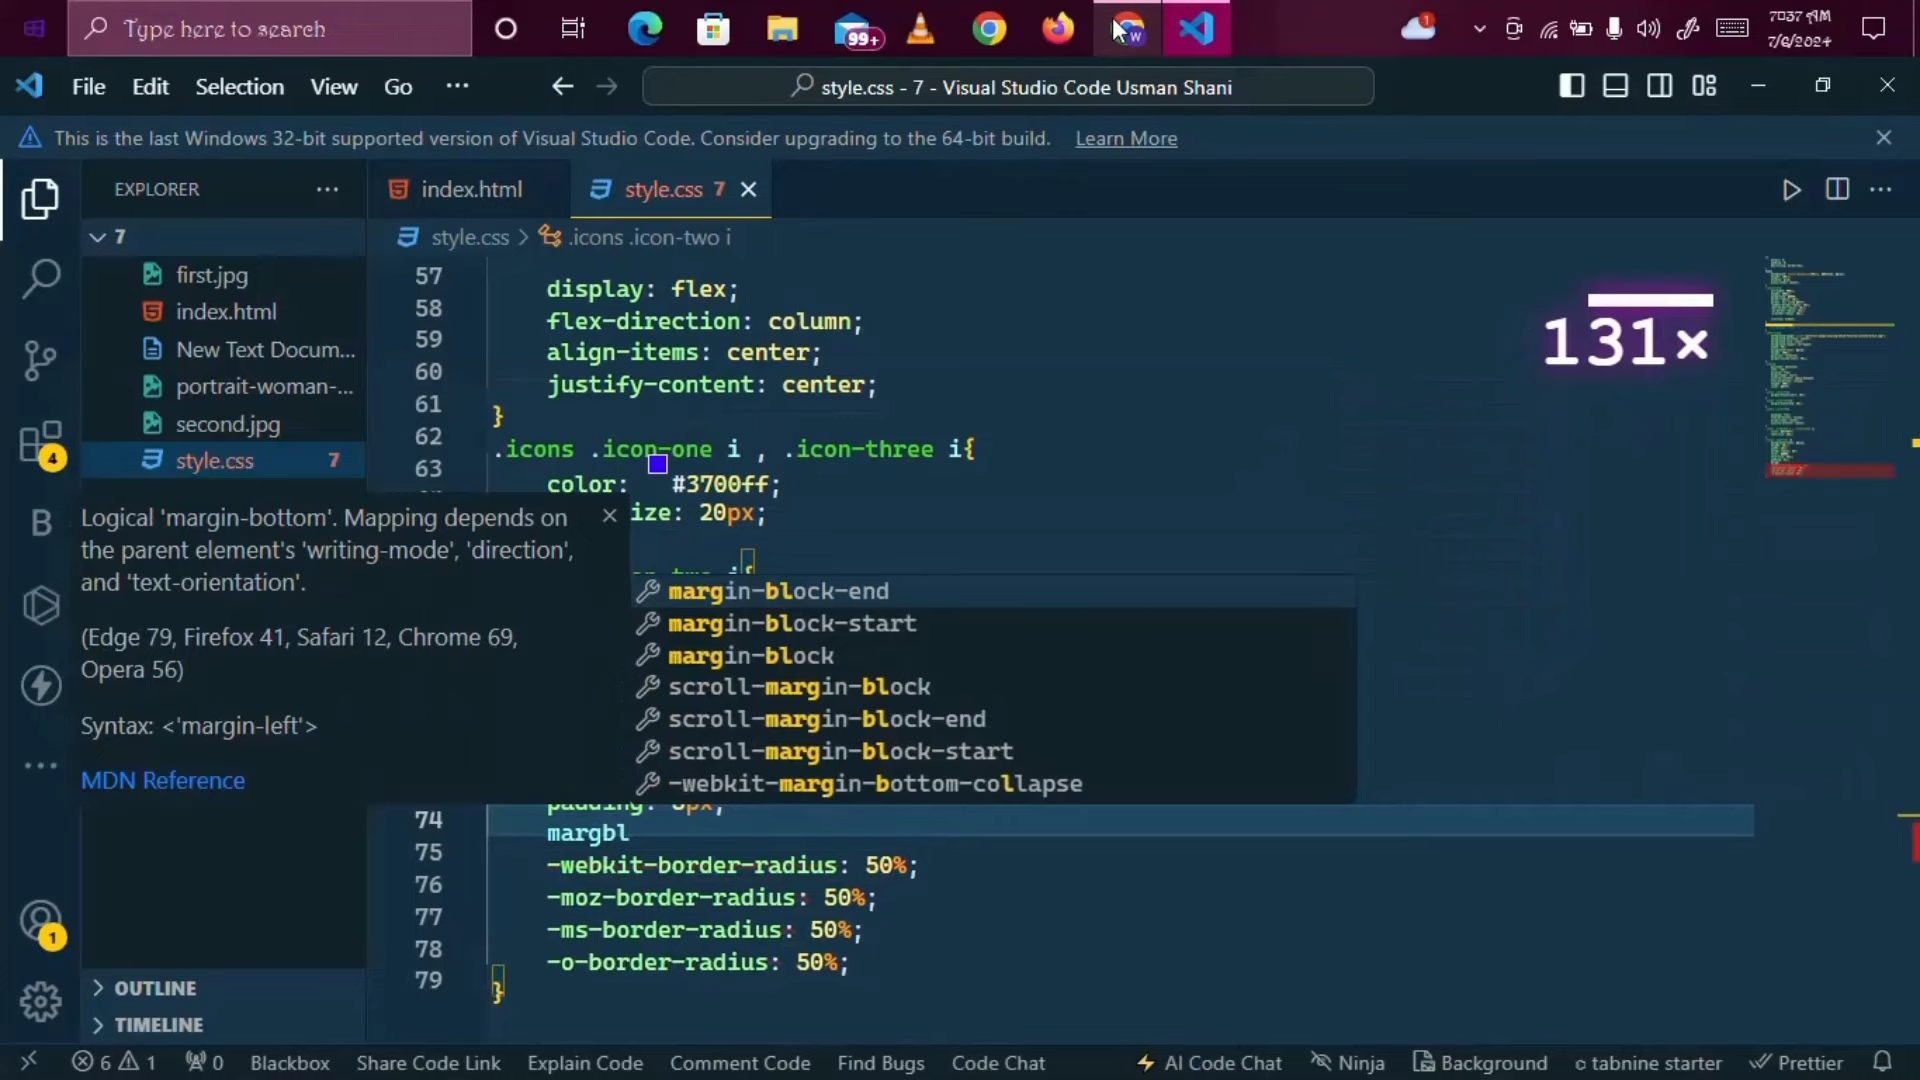 Type here to search
99+
W
1
7:37 AM
7/6/2024
File Edit Selection View Go ···
style.css - 7 - Visual Studio Code Usman Shani
This is the last Windows 32-bit supported version of Visual Studio Code. Consider upgrading to the 64-bit build. Learn More
EXPLORER ···
index.html
style.css 7
7
style.css > .icons .icon-two i
first.jpg
index.html
New Text Docum...
portrait-woman-...
second.jpg
style.css 7
4
B
1
131×
57 display: flex;
58 flex-direction: column;
59 align-items: center;
60 justify-content: center;
61 }
62 .icons .icon-one i , .icon-three i{
63 color: #3700ff;
ize: 20px;
Logical 'margin-bottom'. Mapping depends on
the parent element's 'writing-mode', 'direction',
and 'text-orientation'.
(Edge 79, Firefox 41, Safari 12, Chrome 69,
Opera 56)
Syntax: <'margin-left'>
MDN Reference
margin-block-end
margin-block-start
margin-block
scroll-margin-block
scroll-margin-block-end
scroll-margin-block-start
-webkit-margin-bottom-collapse
74 margbl
75 -webkit-border-radius: 50%;
76 -moz-border-radius: 50%;
77 -ms-border-radius: 50%;
78 -o-border-radius: 50%;
79 }
OUTLINE
TIMELINE
6 1 0 Blackbox Share Code Link Explain Code Comment Code Find Bugs Code Chat AI Code Chat Ninja Background tabnine starter Prettier